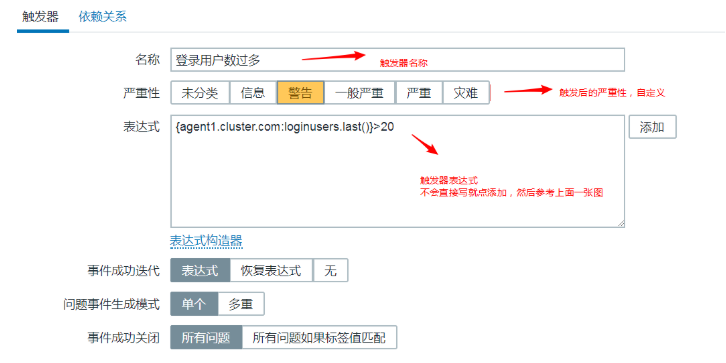 触发器 依赖关系
名称 登录用户数过多 触发器名称
严重性 未分类 信息 警告 一般严重 严重 灾难 触发后的严重性，自定义
表达式 {agent1.cluster.com:loginusers.last()}>20 添加
触发器表达式
不会直接写就点添加，然后参考上面一张图
表达式构造器
事件成功迭代 表达式 恢复表达式 无
问题事件生成模式 单个 多重
事件成功关闭 所有问题 所有问题如果标签值匹配